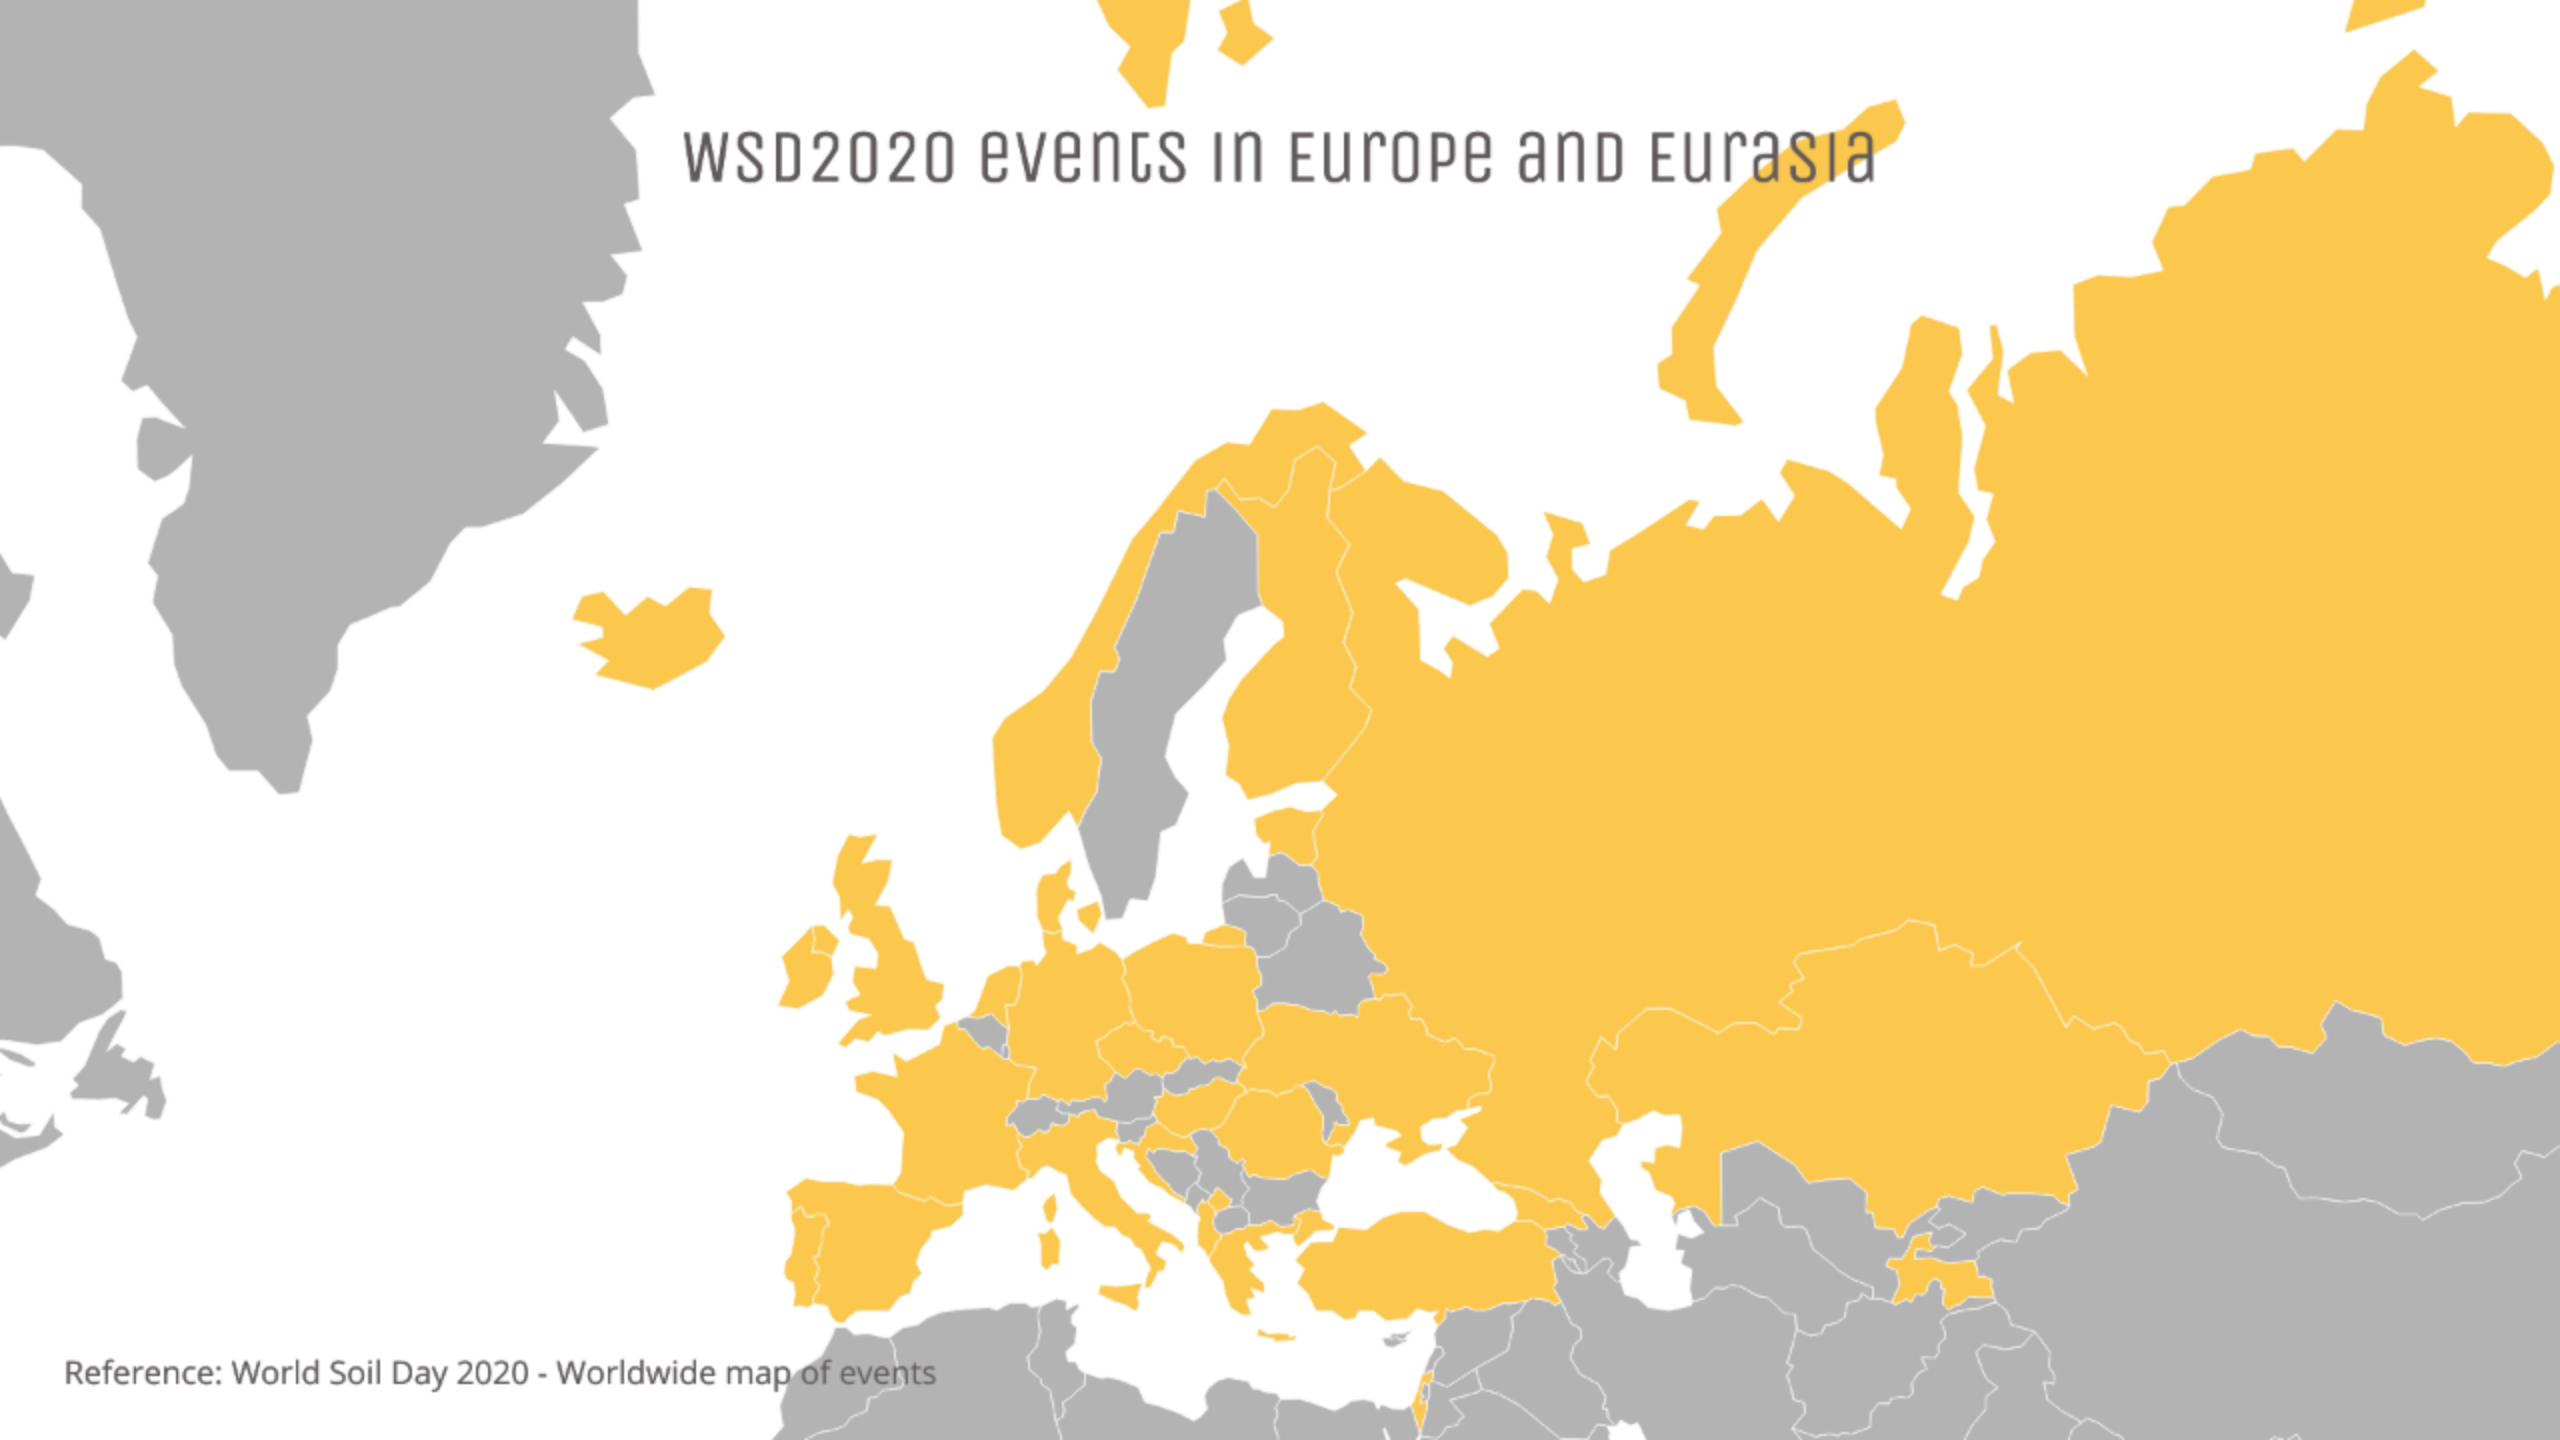 WSD2020 events in Europe and Eurasia
Reference: World Soil Day 2020 - Worldwide map of events